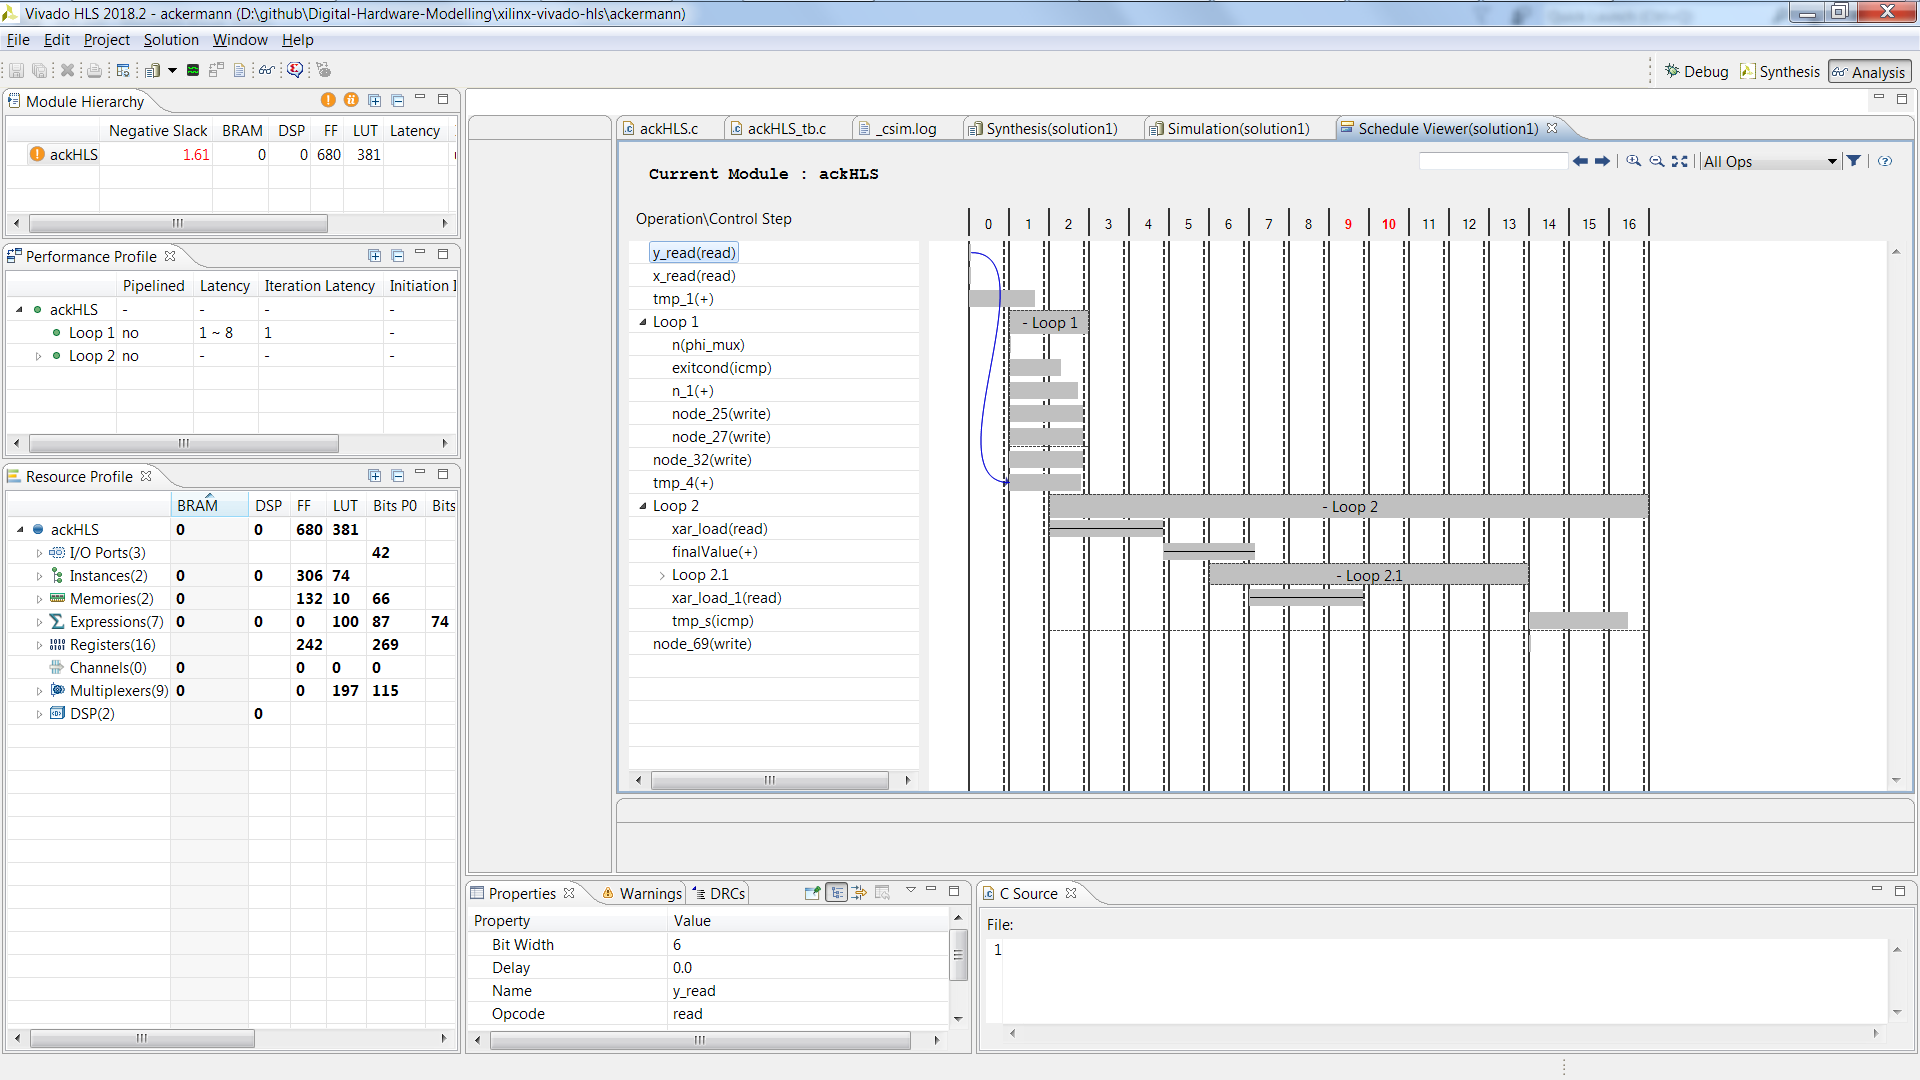 Vivado HLS 2018.2 - ackermann (D:\github\Digital-Hardware-Modelling\xilinx-vivado-hls\ackermann)
File Edit Project Solution Window Help
Debug Synthesis Analysis
Module Hierarchy
Negative Slack BRAM DSP FF LUT Latency
ackHLS 1.61 0 0 680 381
Performance Profile
Pipelined Latency Iteration Latency Initiation I
ackHLS - - - -
Loop 1 no 1 ~ 8 1 -
Loop 2 no - - -
Resource Profile
BRAM DSP FF LUT Bits P0 Bits
ackHLS 0 0 680 381
I/O Ports(3) 42
Instances(2) 0 0 306 74
Memories(2) 0 132 10 66
Expressions(7) 0 0 0 100 87 74
Registers(16) 242 269
Channels(0) 0 0 0 0
Multiplexers(9) 0 0 197 115
DSP(2) 0
ackHLS.c ackHLS_tb.c _csim.log Synthesis(solution1) Simulation(solution1) Schedule Viewer(solution1)
Current Module : ackHLS
All Ops
Operation\Control Step 0 1 2 3 4 5 6 7 8 9 10 11 12 13 14 15 16
y_read(read)
x_read(read)
tmp_1(+)
Loop 1 - Loop 1
n(phi_mux)
exitcond(icmp)
n_1(+)
node_25(write)
node_27(write)
node_32(write)
tmp_4(+)
Loop 2 - Loop 2
xar_load(read)
finalValue(+)
Loop 2.1 - Loop 2.1
xar_load_1(read)
tmp_s(icmp)
node_69(write)
Properties Warnings DRCs
Property Value
Bit Width 6
Delay 0.0
Name y_read
Opcode read
C Source
File:
1